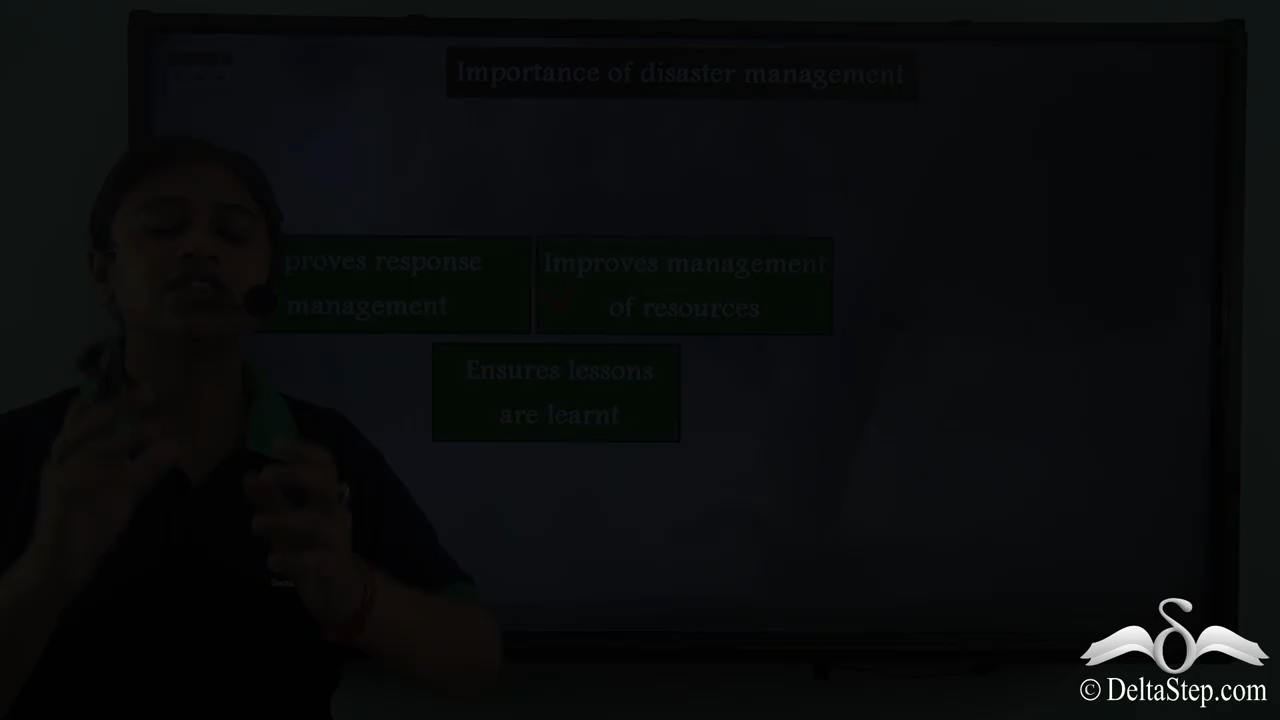 Importance of disaster management
proves response
management
Improves management
of resources
Ensures lessons
are learnt
© DeltaStep.com